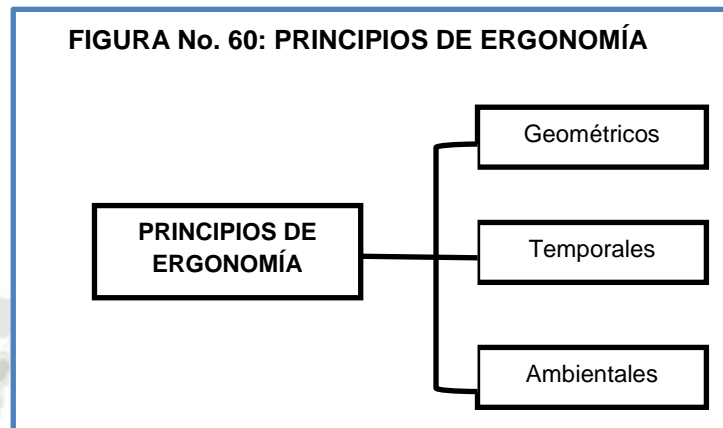 FIGURA No. 60: PRINCIPIOS DE ERGONOMÍA
Geométricos
PRINCIPIOS DE
ERGONOMÍA
Temporales
Ambientales